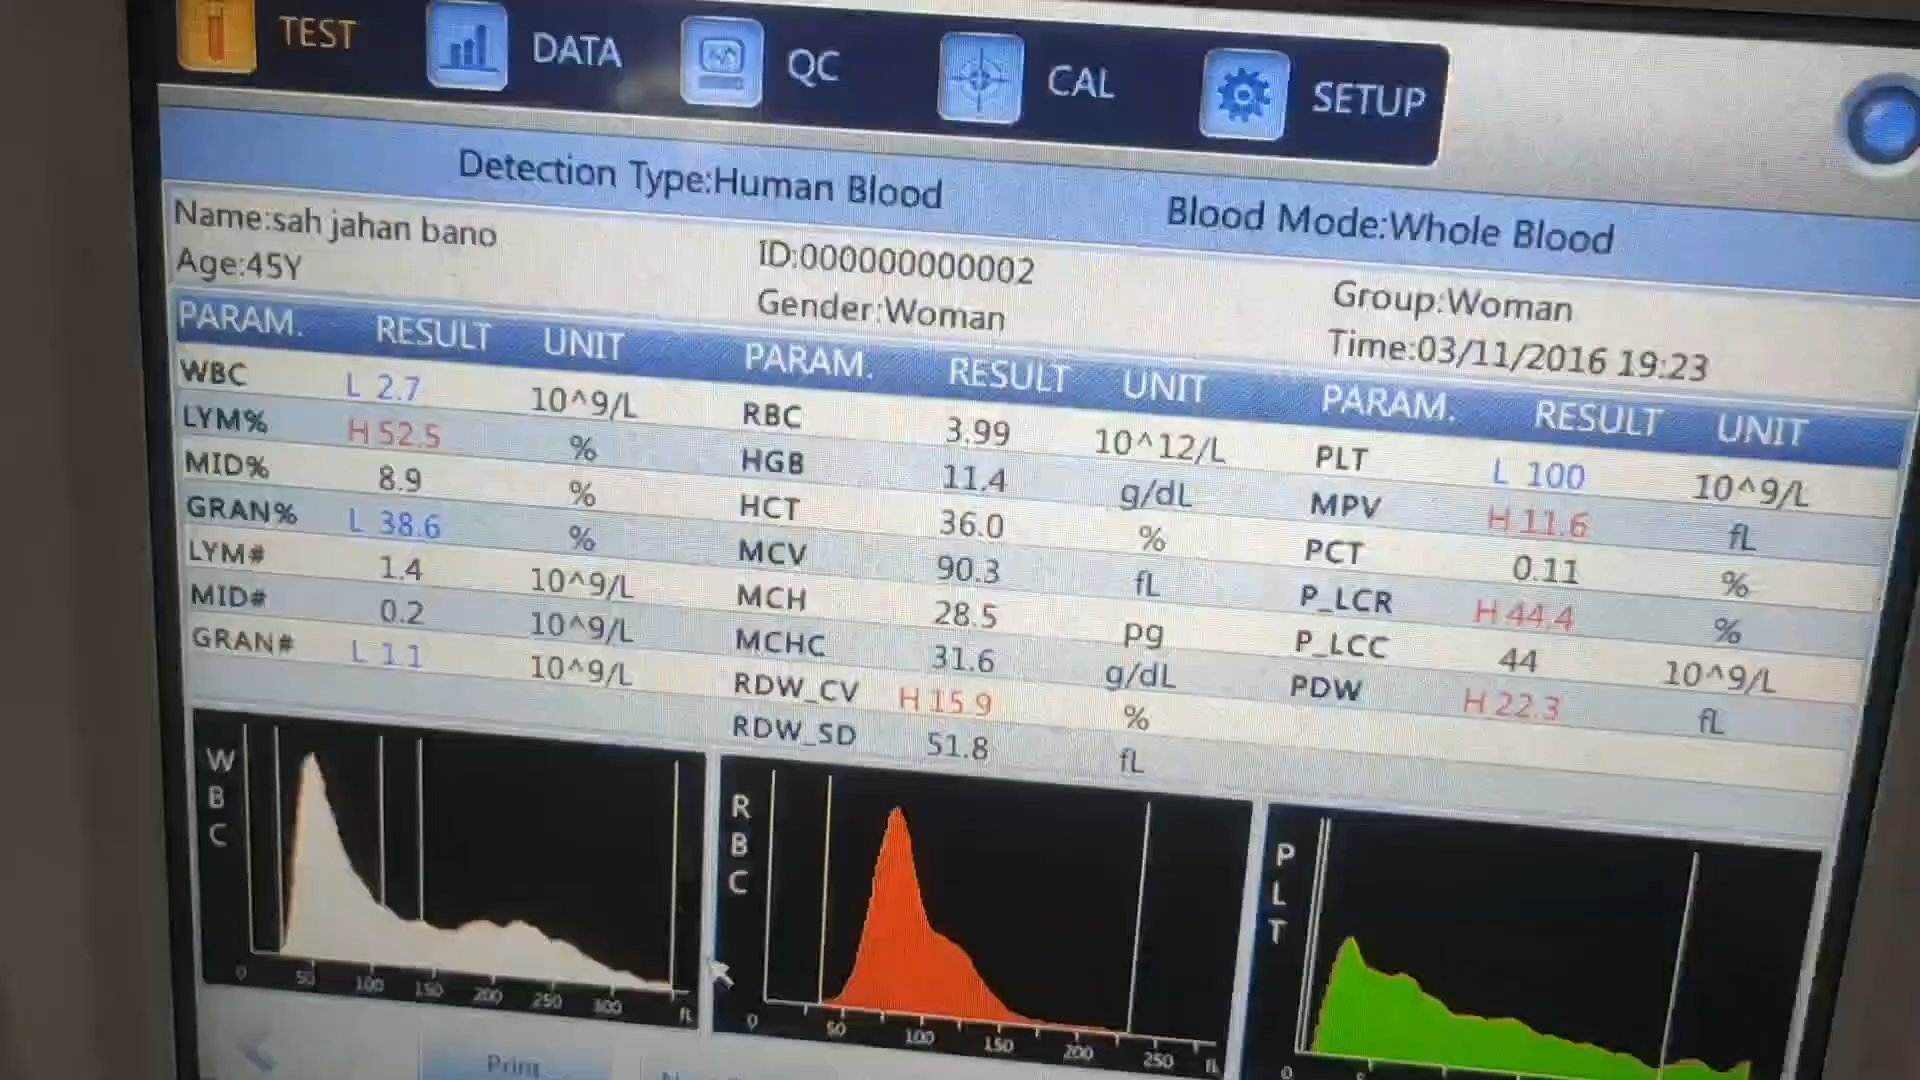 TEST DATA QC CAL SETUP
Detection Type:Human Blood Blood Mode:Whole Blood
Name:sah jahan bano ID:000000000002 Group:Woman
Age:45Y Gender:Woman Time:03/11/2016 19:23
PARAM. RESULT UNIT PARAM. RESULT UNIT PARAM. RESULT UNIT
WBC L 2.7 10^9/L RBC 3.99 10^12/L PLT L 100 10^9/L
LYM% H 52.5 % HGB 11.4 g/dL MPV H 11.6 fL
MID% 8.9 % HCT 36.0 % PCT 0.11 %
GRAN% L 38.6 % MCV 90.3 fL P_LCR H 44.4 %
LYM# 1.4 10^9/L MCH 28.5 pg P_LCC 44 10^9/L
MID# 0.2 10^9/L MCHC 31.6 g/dL PDW H 22.3 fL
GRAN# L 1.1 10^9/L RDW_CV H 15.9 %
RDW_SD 51.8 fL
WBC
0 50 100 150 200 250 300 fL
RBC
0 50 100 150 200 250 fL
PLT
0
Print